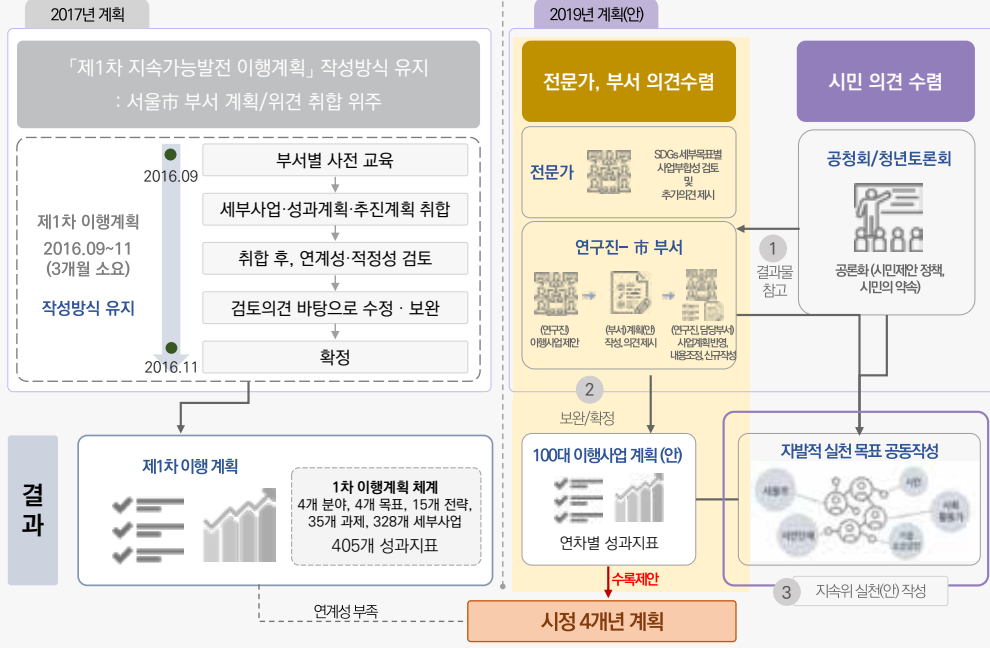 2017년 계획
「제1차 지속가능발전 이행계획」 작성방식 유지
: 서울市 부서 계획/위견 취합 위주
2016.09
2016.11
제1차 이행계획
2016.09~11
(3개월 소요)
작성방식 유지
부서별 사전 교육
세부사업·성과계획·추진계획 취합
취합 후, 연계성·적정성 검토
검토의견 바탕으로 수정 · 보완
확정
2019년 계획(안)
전문가, 부서 의견수렴
시민 의견 수렴
전문가
SDGs 세부목표별
사업부합성 검토
및
추가의견 제시
연구진- 市 부서
(연구진)
이행사업 제안
(부서)계획(안)
작성, 의견 제시
(연구진, 담당부서)
사업계획 반영,
내용조정, 신규작성
공청회/청년토론회
공론화 (시민제안 정책,
시민의 약속)
1
결과물
참고
2
보완/확정
결과
제1차 이행 계획
1차 이행계획 체계
4개 분야, 4개 목표, 15개 전략,
35개 과제, 328개 세부사업
405개 성과지표
100대 이행사업 계획 (안)
연차별 성과지표
자발적 실천 목표 공동작성
서울시
시민
사회
활동가
시민단체
기업
3
지속위 실천(안) 작성
수록제안
연계성 부족
시정 4개년 계획